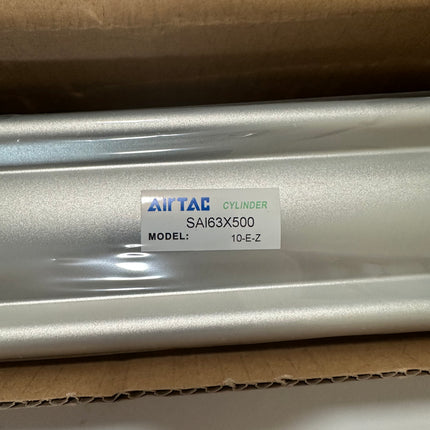 AirTAC CYLINDER
SAI63X500
MODEL: 10-E-Z